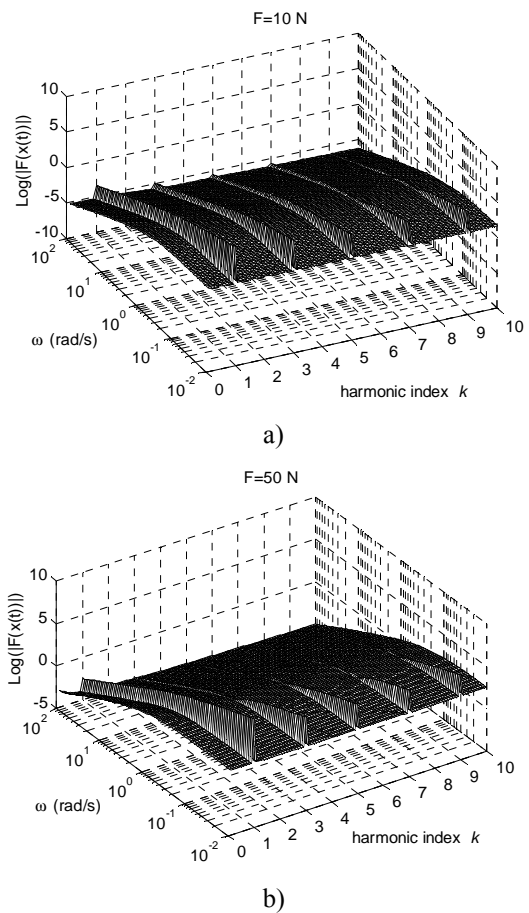 F=10 N
Log(|F(x(t))|)
10
5
0
-5
-10
10^2
10^1
10^0
10^-1
10^-2
ω (rad/s)
0 1 2 3 4 5 6 7 8 9 10
harmonic index k
a)
F=50 N
Log(|F(x(t))|)
10
5
0
-5
10^2
10^1
10^0
10^-1
10^-2
ω (rad/s)
0 1 2 3 4 5 6 7 8 9 10
harmonic index k
b)